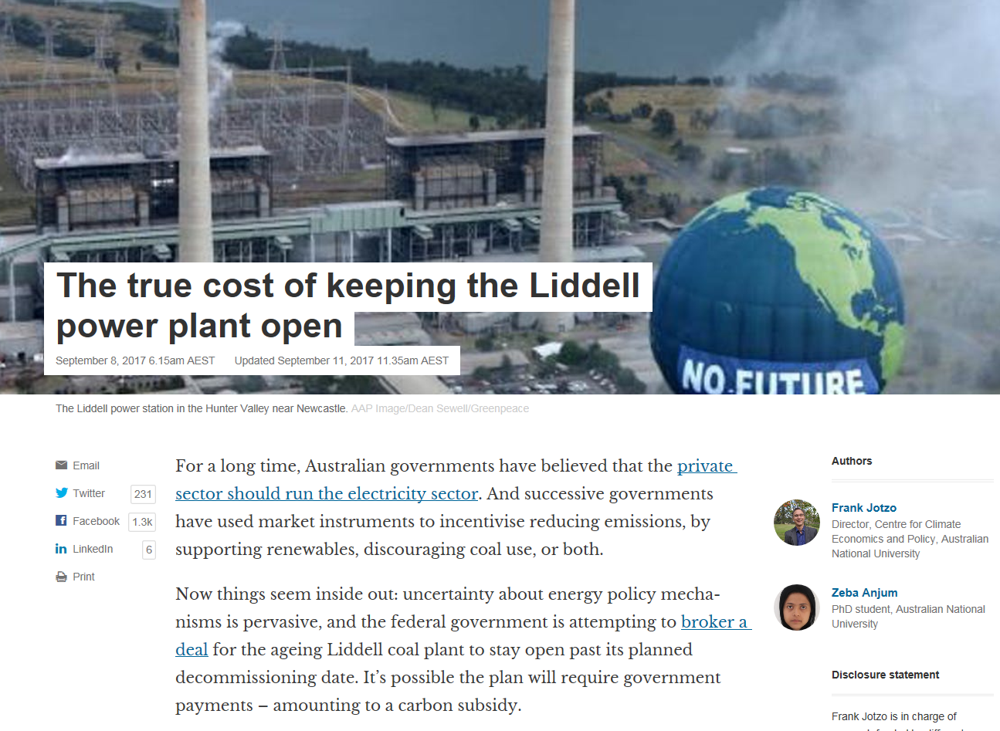 NO FUTURE
The true cost of keeping the Liddell
power plant open
September 8, 2017 6.15am AEST Updated September 11, 2017 11.35am AEST
The Liddell power station in the Hunter Valley near Newcastle. AAP Image/Dean Sewell/Greenpeace
Email
Twitter 231
Facebook 1.3k
LinkedIn 6
Print
For a long time, Australian governments have believed that the private
sector should run the electricity sector. And successive governments
have used market instruments to incentivise reducing emissions, by
supporting renewables, discouraging coal use, or both.
Now things seem inside out: uncertainty about energy policy mecha-
nisms is pervasive, and the federal government is attempting to broker a
deal for the ageing Liddell coal plant to stay open past its planned
decommissioning date. It’s possible the plan will require government
payments – amounting to a carbon subsidy.
Authors
Frank Jotzo
Director, Centre for Climate
Economics and Policy, Australian
National University
Zeba Anjum
PhD student, Australian National
University
Disclosure statement
Frank Jotzo is in charge of